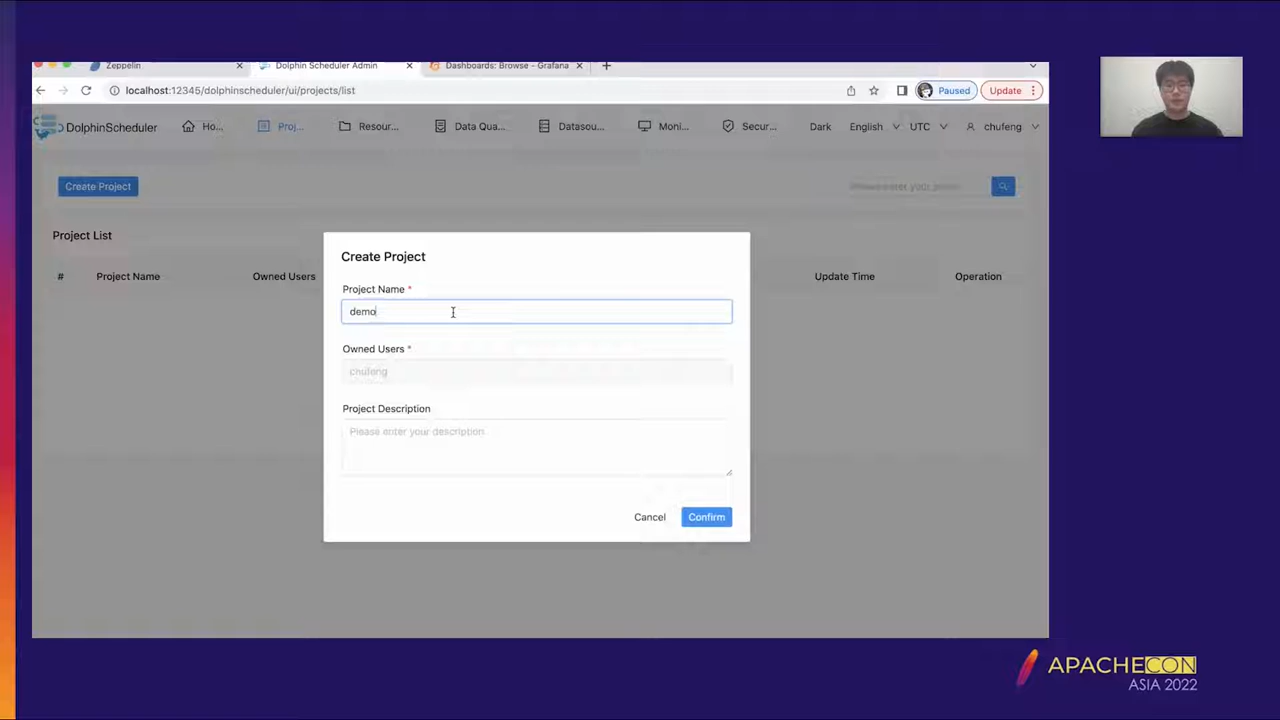 Zeppelin
Dolphin Scheduler Admin
Dashboards: Browse - Grafana
localhost:12345/dolphinscheduler/ui/projects/list
Paused
Update
DolphinScheduler
Ho...
Proj...
Resour...
Data Qua...
Datasou...
Moni...
Secur...
Dark
English
UTC
chufeng
Create Project
Project List
#
Project Name
Owned Users
Update Time
Operation
Create Project
Project Name *
demo
Owned Users *
chufeng
Project Description
Please enter your description
Cancel
Confirm
APACHECON
ASIA 2022